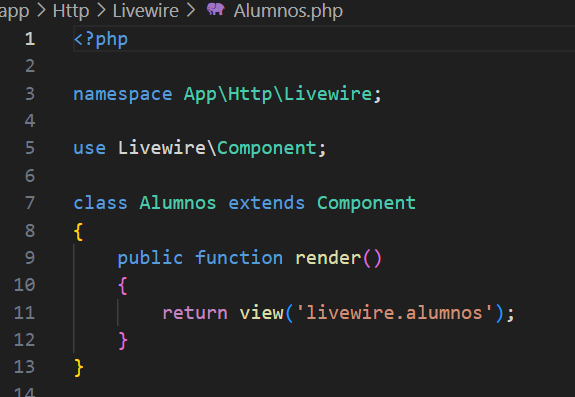 app > Http > Livewire > Alumnos.php
1 <?php
2
3 namespace App\Http\Livewire;
4
5 use Livewire\Component;
6
7 class Alumnos extends Component
8 {
9     public function render()
10     {
11         return view('livewire.alumnos');
12     }
13 }
14